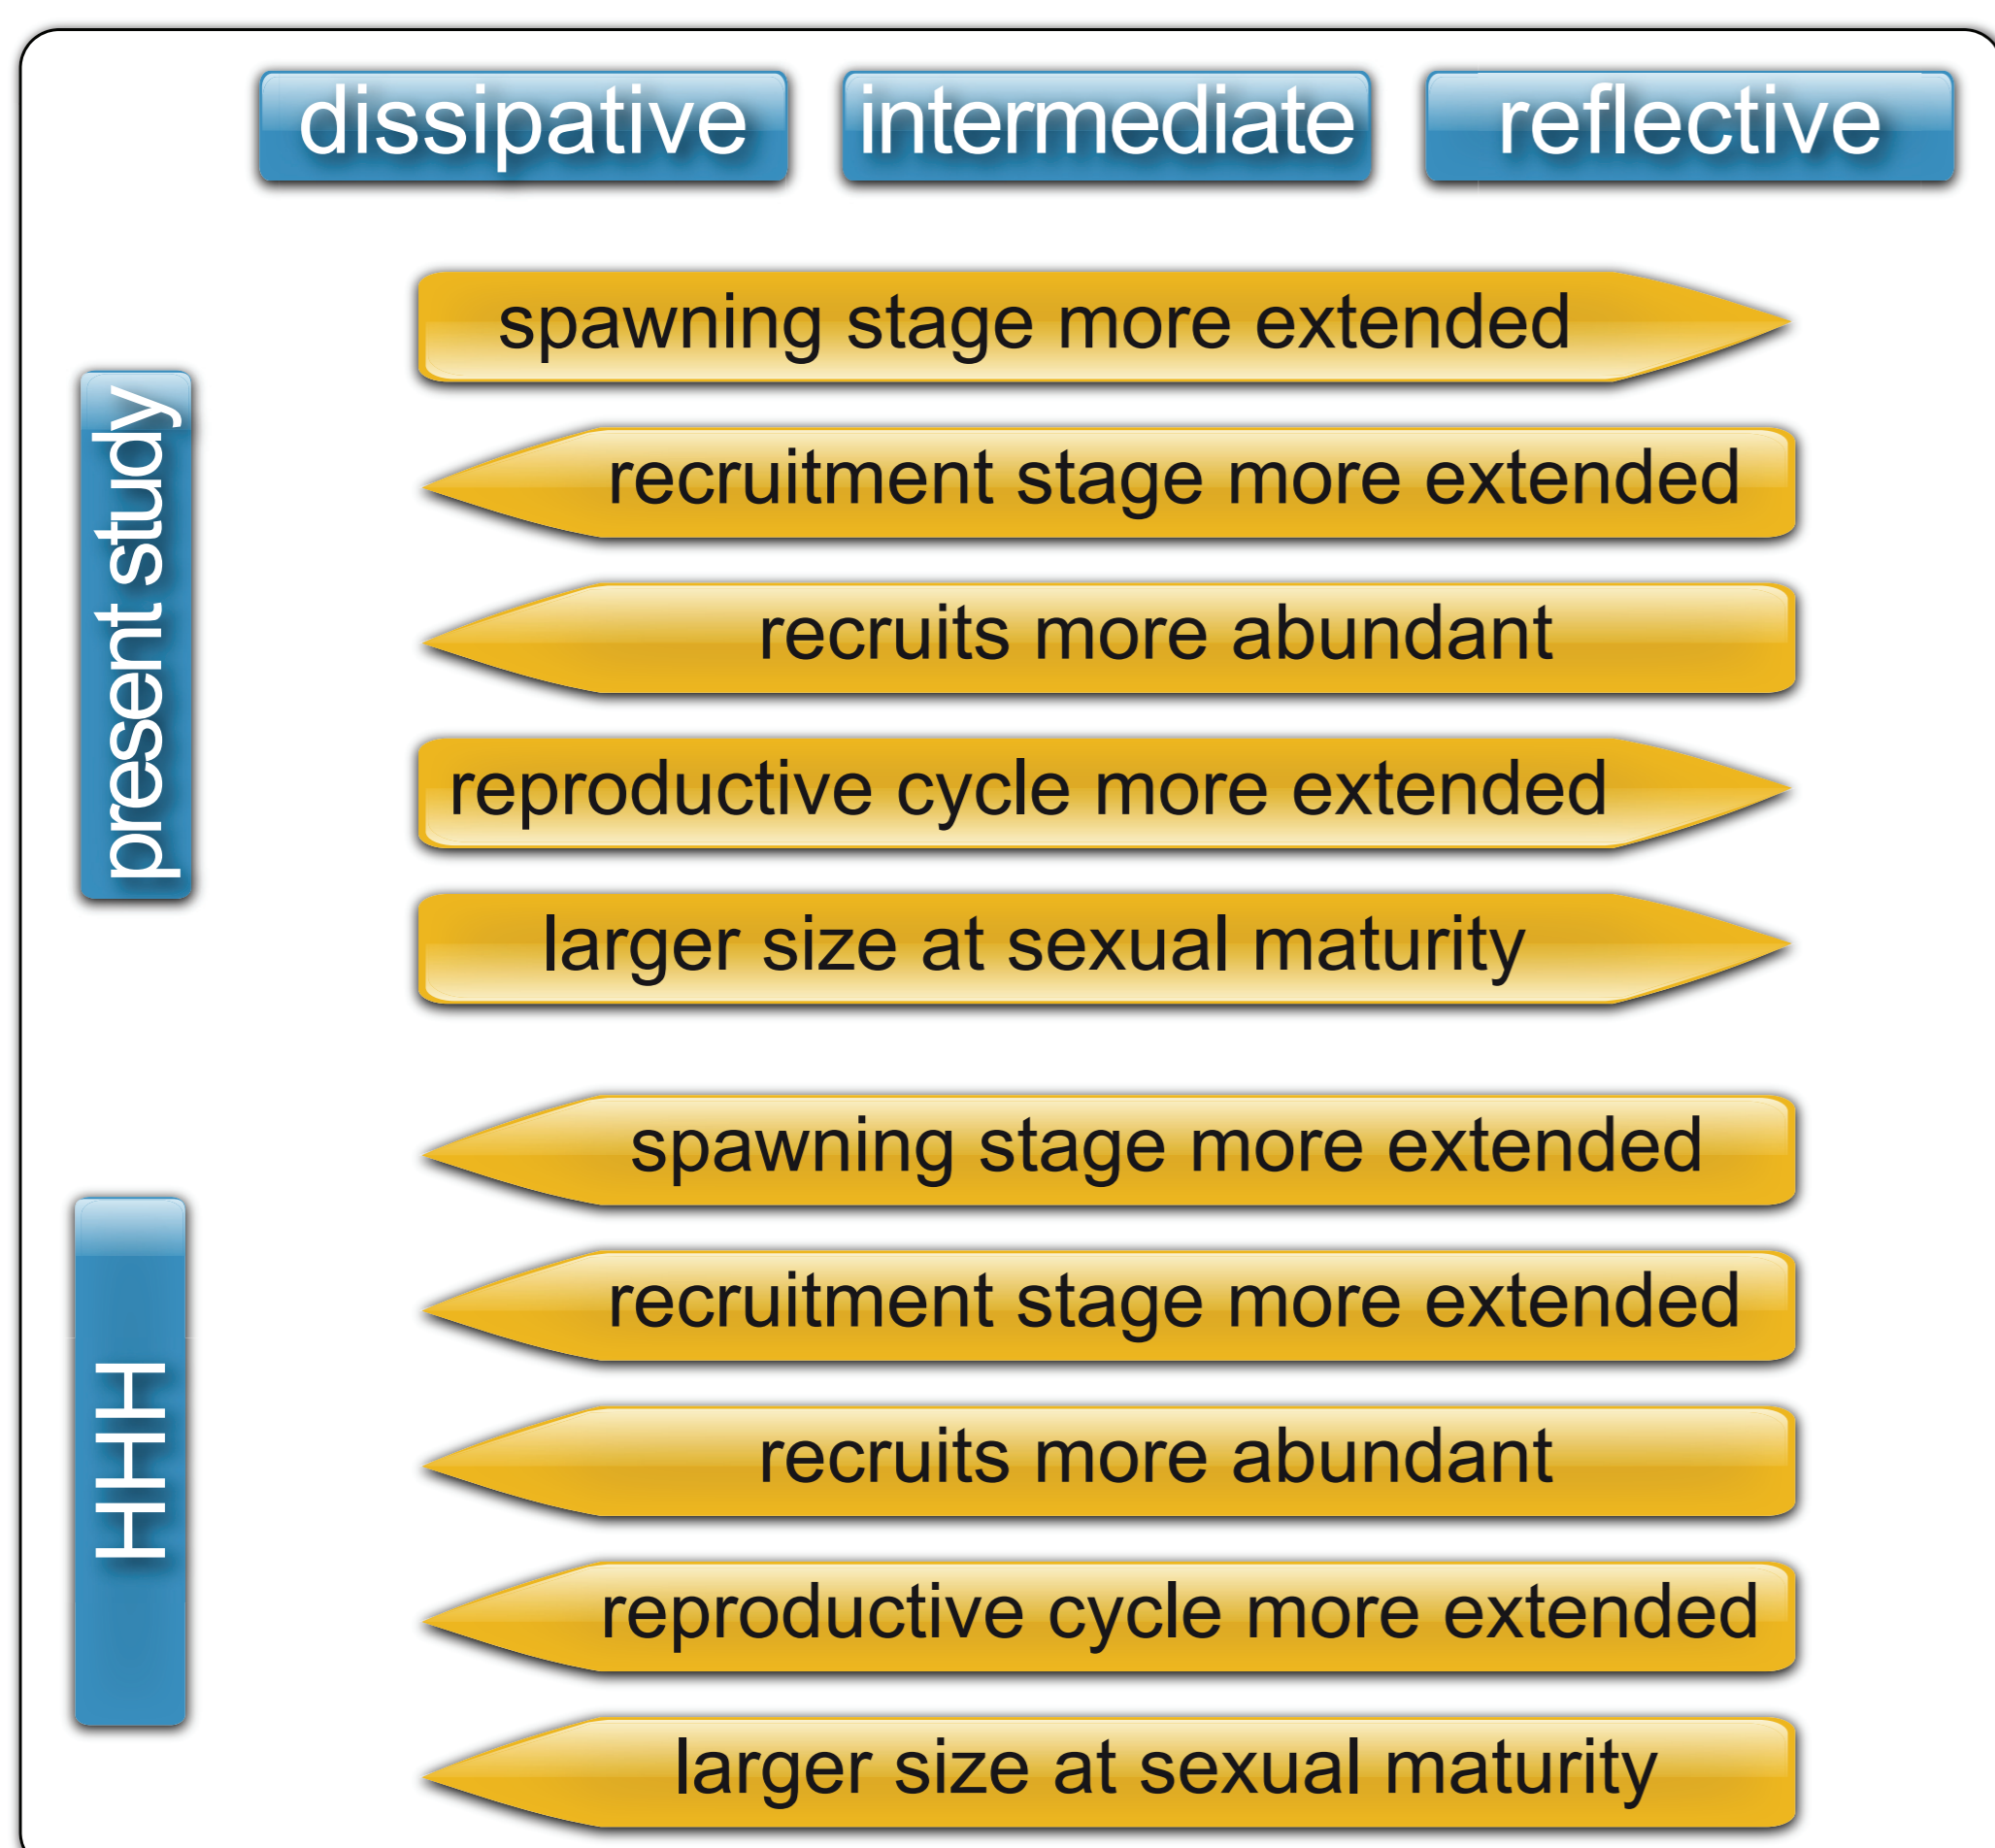 dissipative intermediate reflective
present study
spawning stage more extended
recruitment stage more extended
recruits more abundant
reproductive cycle more extended
larger size at sexual maturity
HHH
spawning stage more extended
recruitment stage more extended
recruits more abundant
reproductive cycle more extended
larger size at sexual maturity